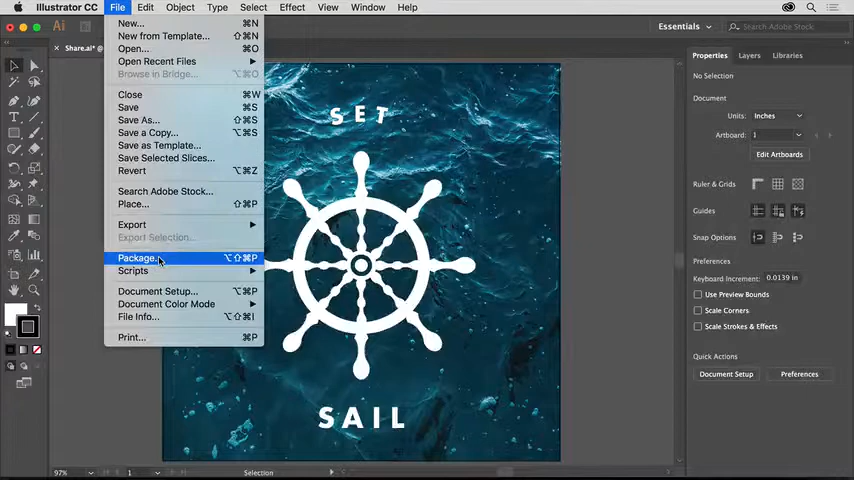 Illustrator CC File Edit Object Type Select Effect View Window Help
Ai Essentials Search Adobe Stock
Share.ai* @
New... ⌘N
New from Template... ⇧⌘N
Open... ⌘O
Open Recent Files
Browse in Bridge... ⌥⌘O
Close ⌘W
Save ⌘S
Save As... ⇧⌘S
Save a Copy... ⌥⌘S
Save as Template...
Save Selected Slices...
Revert ⌥⌘Z
Search Adobe Stock...
Place... ⇧⌘P
Export
Export Selection...
Package... ⌥⇧⌘P
Scripts
Document Setup... ⌥⌘P
Document Color Mode
File Info... ⌥⇧⌘I
Print... ⌘P
SET
SAIL
Properties Layers Libraries
No Selection
Document
Units: Inches
Artboard: 1
Edit Artboards
Ruler & Grids
Guides
Snap Options
Preferences
Keyboard Increment: 0.0139 in
Use Preview Bounds
Scale Corners
Scale Strokes & Effects
Quick Actions
Document Setup Preferences
97% 1 Selection